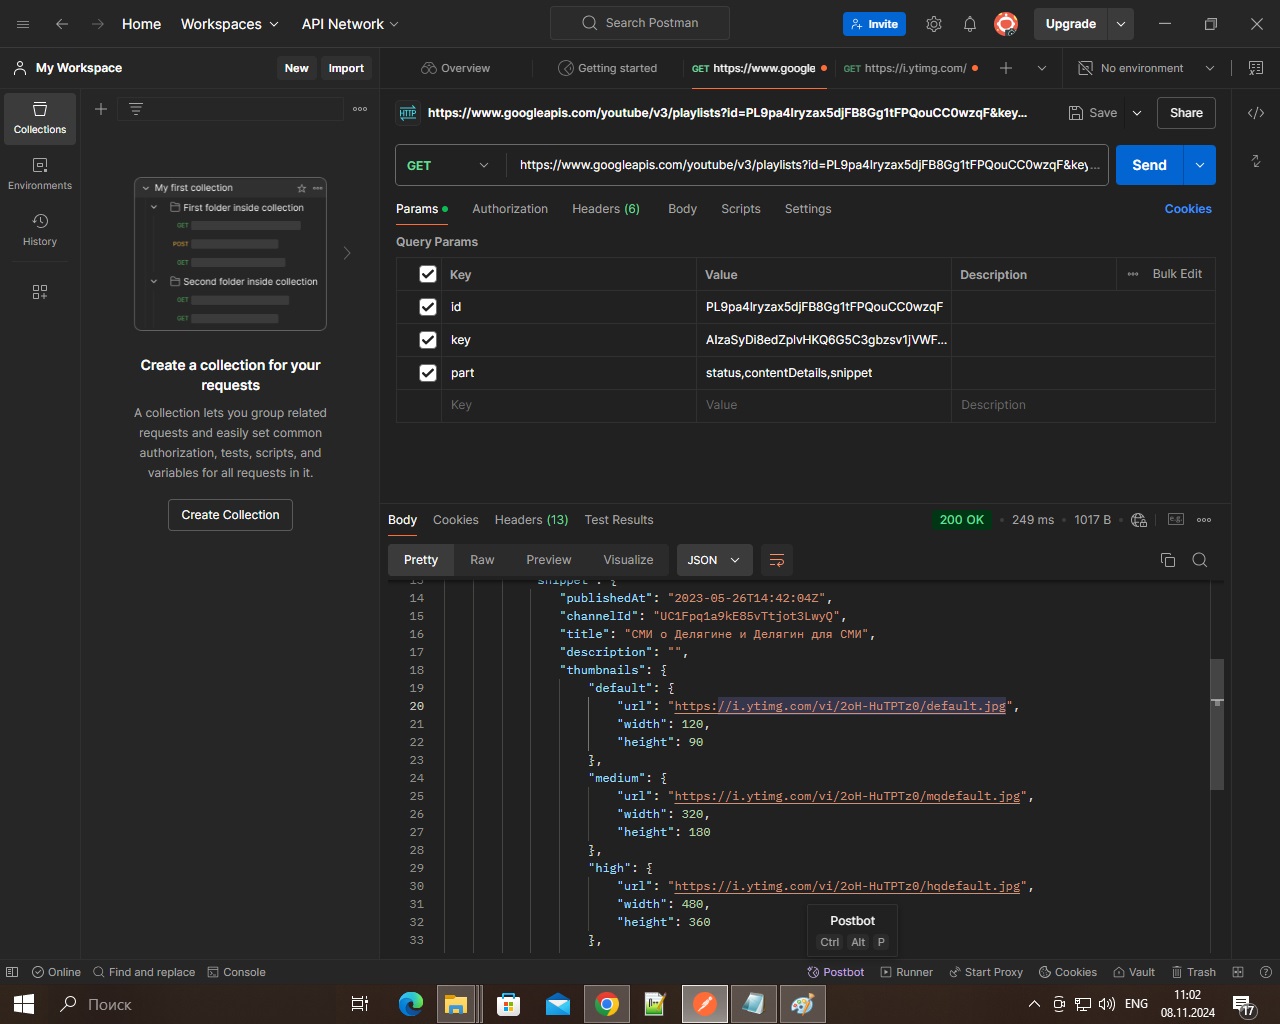 Home
Workspaces
API Network
Search Postman
Invite
Upgrade
My Workspace
New
Import
Overview
Getting started
GET https://www.google
GET https://i.ytimg.com/
No environment
Collections
Environments
History
My first collection
First folder inside collection
GET
POST
GET
Second folder inside collection
GET
GET
Create a collection for your
requests
A collection lets you group related
requests and easily set common
authorization, tests, scripts, and
variables for all requests in it.
Create Collection
HTTP
https://www.googleapis.com/youtube/v3/playlists?id=PL9pa4lryzax5djFB8Gg1tFPQouCC0wzqF&key...
Save
Share
GET
https://www.googleapis.com/youtube/v3/playlists?id=PL9pa4lryzax5djFB8Gg1tFPQouCC0wzqF&key...
Send
Params
Authorization
Headers (6)
Body
Scripts
Settings
Cookies
Query Params
Key Value Description Bulk Edit
id PL9pa4lryzax5djFB8Gg1tFPQouCC0wzqF
key AIzaSyDi8edZplvHKQ6G5C3gbzsv1jVWF...
part status,contentDetails,snippet
Key Value Description
Body
Cookies
Headers (13)
Test Results
200 OK
249 ms
1017 B
e.g.
Pretty
Raw
Preview
Visualize
JSON
13 "snippet": {
14 "publishedAt": "2023-05-26T14:42:04Z",
15 "channelId": "UC1Fpq1a9kE85vTtjot3LwyQ",
16 "title": "СМИ о Делягине и Делягин для СМИ",
17 "description": "",
18 "thumbnails": {
19 "default": {
20 "url": "https://i.ytimg.com/vi/2oH-HuTPTz0/default.jpg",
21 "width": 120,
22 "height": 90
23 },
24 "medium": {
25 "url": "https://i.ytimg.com/vi/2oH-HuTPTz0/mqdefault.jpg",
26 "width": 320,
27 "height": 180
28 },
29 "high": {
30 "url": "https://i.ytimg.com/vi/2oH-HuTPTz0/hqdefault.jpg",
31 "width": 480,
32 "height": 360
33 },
Postbot
Ctrl Alt P
Online
Find and replace
Console
Postbot
Runner
Start Proxy
Cookies
Vault
Trash
Поиск
ENG
11:02
08.11.2024
17